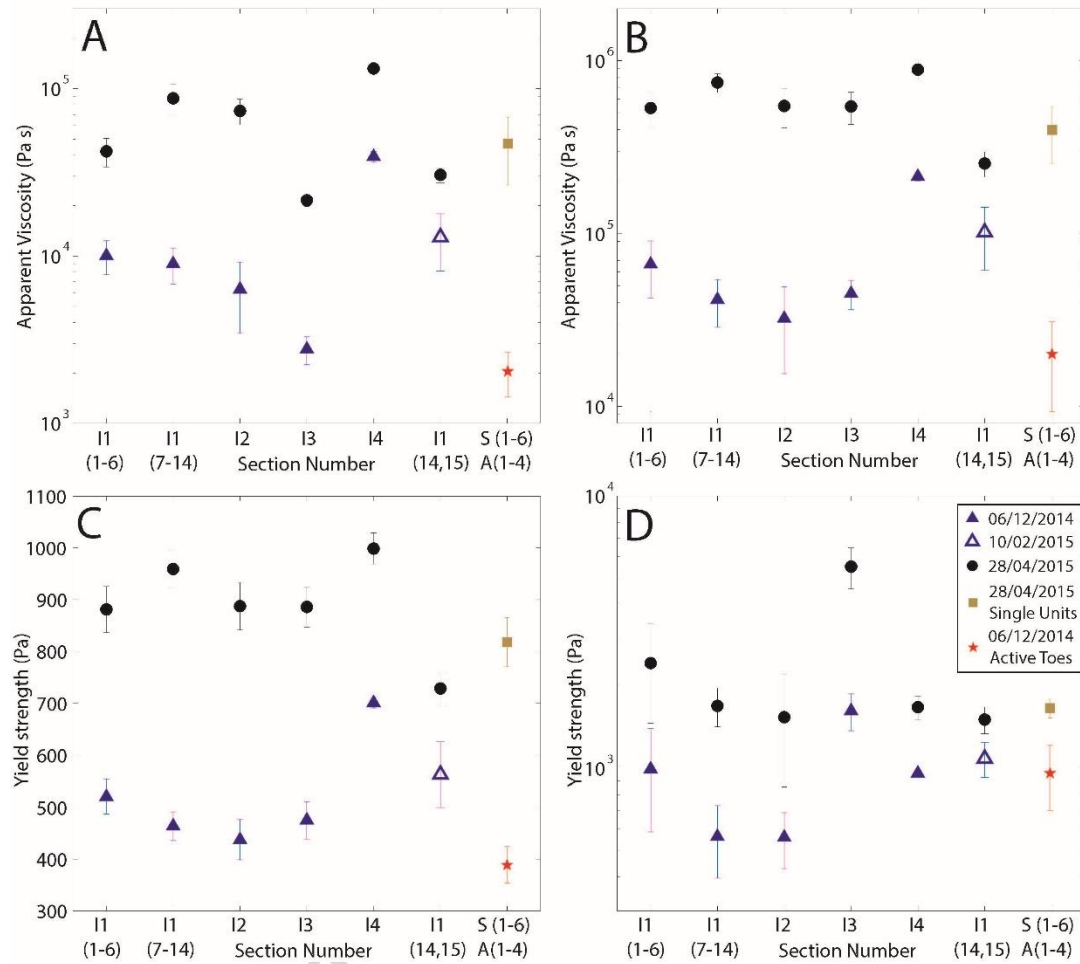 A
Apparent Viscosity (Pa s)
10^5
10^4
10^3
I1 I1 I2 I3 I4 I1 S (1-6)
(1-6) (7-14) Section Number (14,15) A(1-4)
B
Apparent Viscosity (Pa s)
10^6
10^5
10^4
I1 I1 I2 I3 I4 I1 S (1-6)
(1-6) (7-14) Section Number (14,15) A(1-4)
C
Yield strength (Pa)
1100
1000
900
800
700
600
500
400
300
I1 I1 I2 I3 I4 I1 S (1-6)
(1-6) (7-14) Section Number (14,15) A(1-4)
D
Yield strength (Pa)
10^4
10^3
06/12/2014
10/02/2015
28/04/2015
28/04/2015
Single Units
06/12/2014
Active Toes
I1 I1 I2 I3 I4 I1 S (1-6)
(1-6) (7-14) Section Number (14,15) A(1-4)